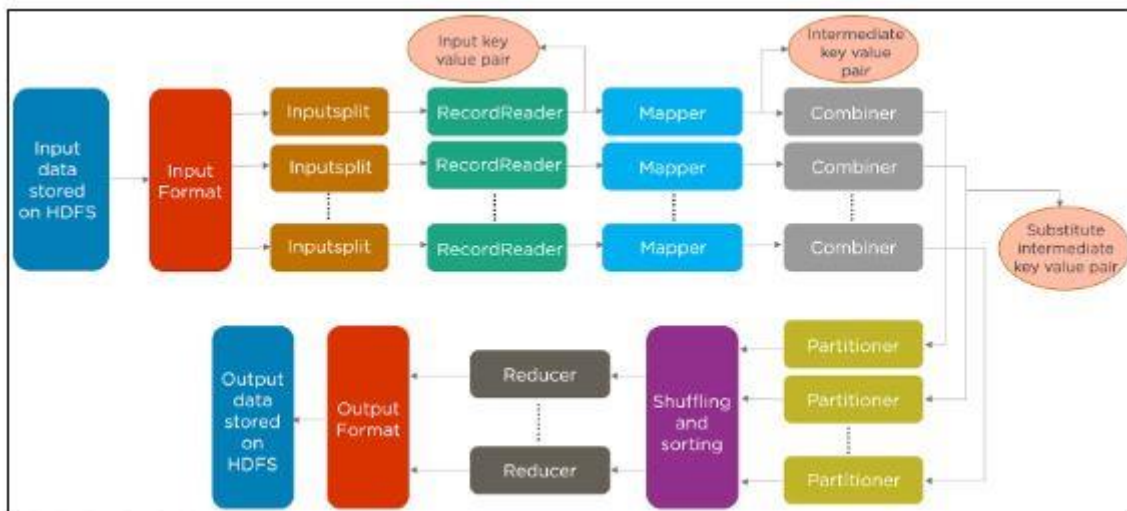 Input key
value pair
Intermediate
key value
pair
Input
data
stored
on HDFS
Input
Format
Inputsplit
RecordReader
Mapper
Combiner
Inputsplit
RecordReader
Mapper
Combiner
Inputsplit
RecordReader
Mapper
Combiner
Substitute
intermediate
key value pair
Output
data
stored
on
HDFS
Output
Format
Reducer
Reducer
Shuffling
and
sorting
Partitioner
Partitioner
Partitioner